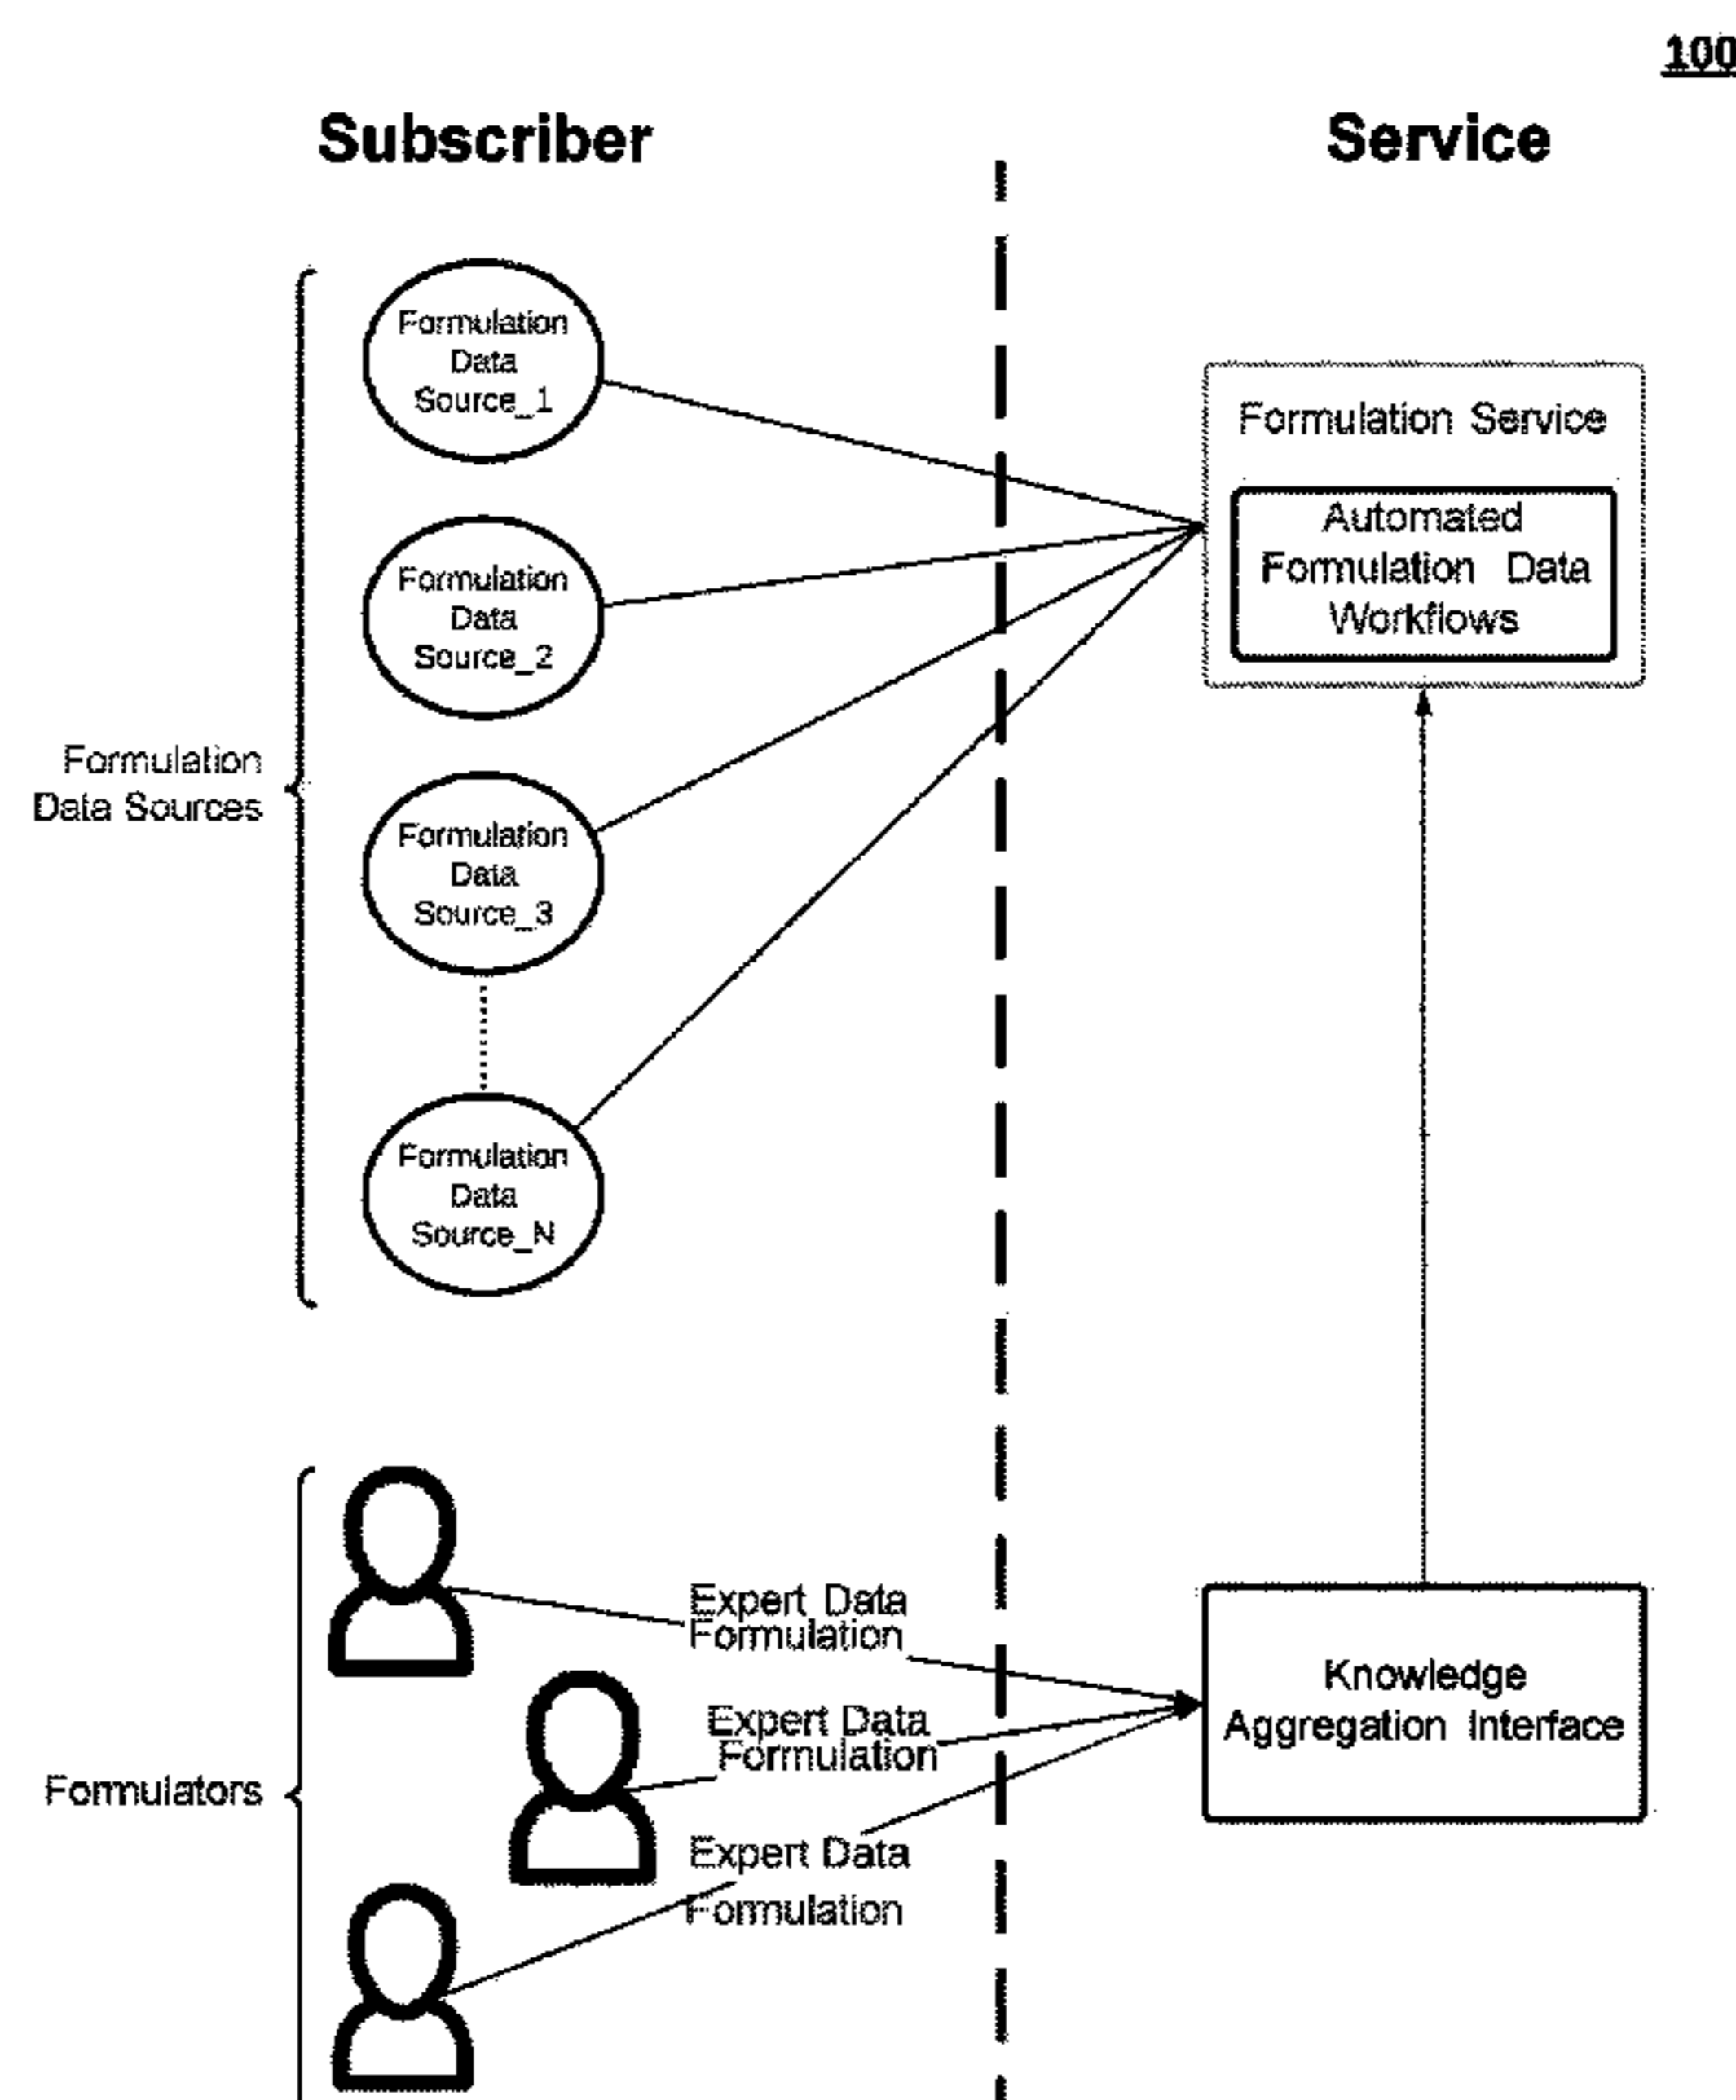 100
Subscriber
Service
Formulation
Data
Source_1
Formulation Service
Automated
Formulation Data
Workflows
Formulation
Data
Source_2
Formulation
Data Sources
Formulation
Data
Source_3
Formulation
Data
Source_N
Expert Data
Formulation
Knowledge
Aggregation Interface
Expert Data
Formulation
Formulators
Expert Data
Formulation